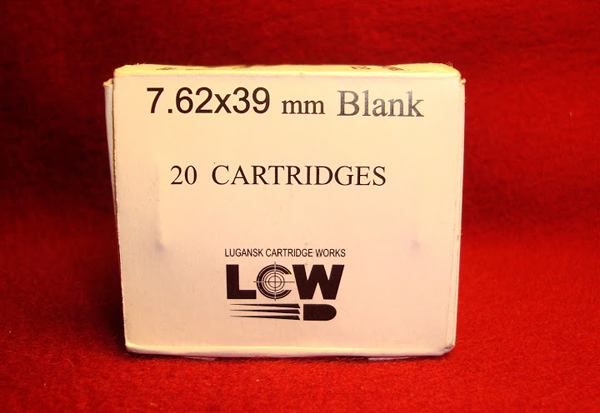 7.62x39 mm Blank
20 CARTRIDGES
LUGANSK CARTRIDGE WORKS
LCW